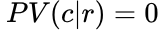 PV(c|r) = 0